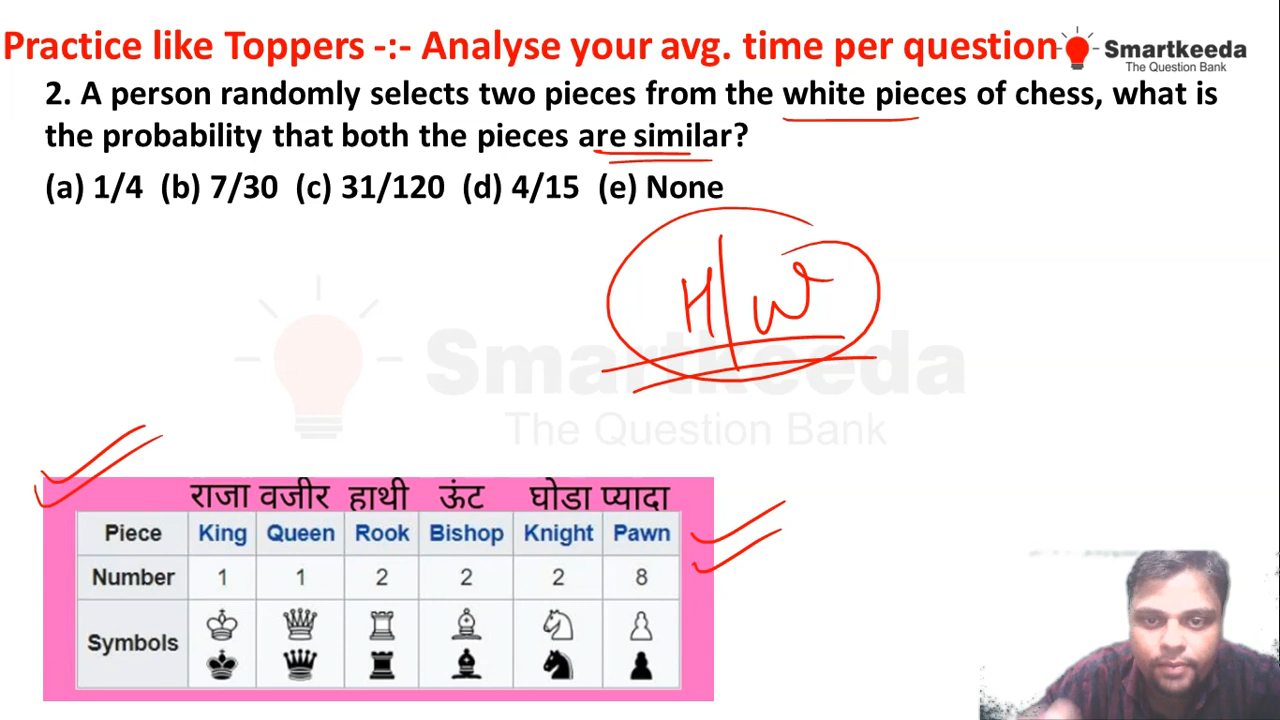 Practice like Toppers -:- Analyse your avg. time per question
Smartkeeda
The Question Bank
2. A person randomly selects two pieces from the white pieces of chess, what is
the probability that both the pieces are similar?
(a) 1/4 (b) 7/30 (c) 31/120 (d) 4/15 (e) None
H/W
Smartkeeda
The Question Bank
राजा वजीर हाथी ऊंट घोडा प्यादा
Piece King Queen Rook Bishop Knight Pawn
Number 1 1 2 2 2 8
Symbols